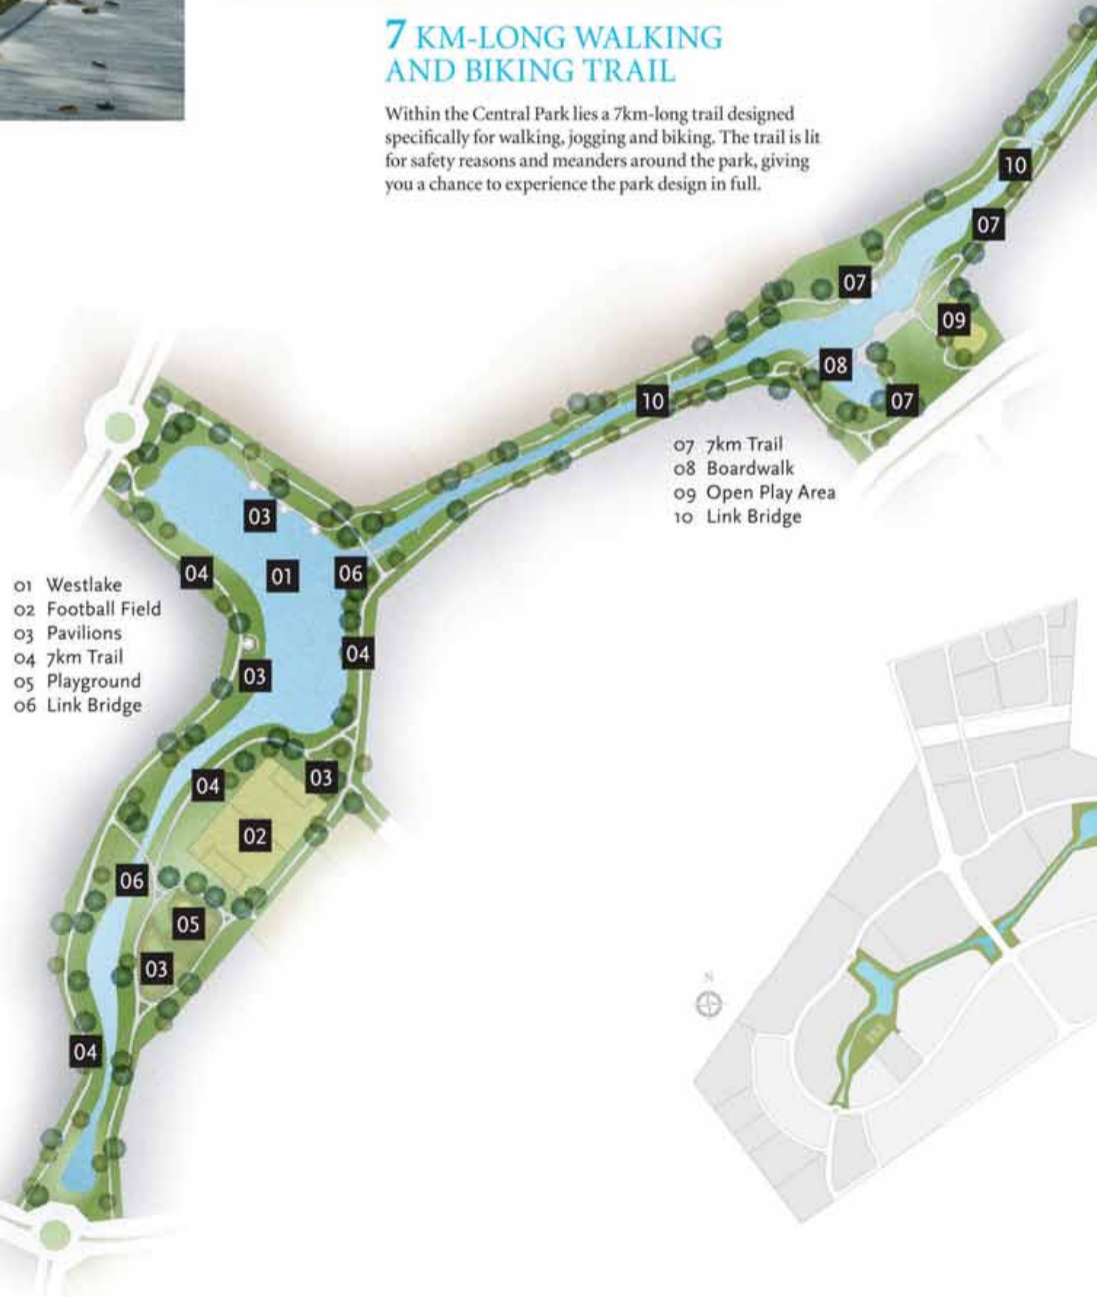 7 KM-LONG WALKING
AND BIKING TRAIL
Within the Central Park lies a 7km-long trail designed
specifically for walking, jogging and biking. The trail is lit
for safety reasons and meanders around the park, giving
you a chance to experience the park design in full.
10
07
07
09
08
10
07
07 7km Trail
08 Boardwalk
09 Open Play Area
10 Link Bridge
03
04
01
06
01 Westlake
02 Football Field
03 Pavilions
04 7km Trail
05 Playground
06 Link Bridge
04
03
03
04
02
06
05
03
N
04